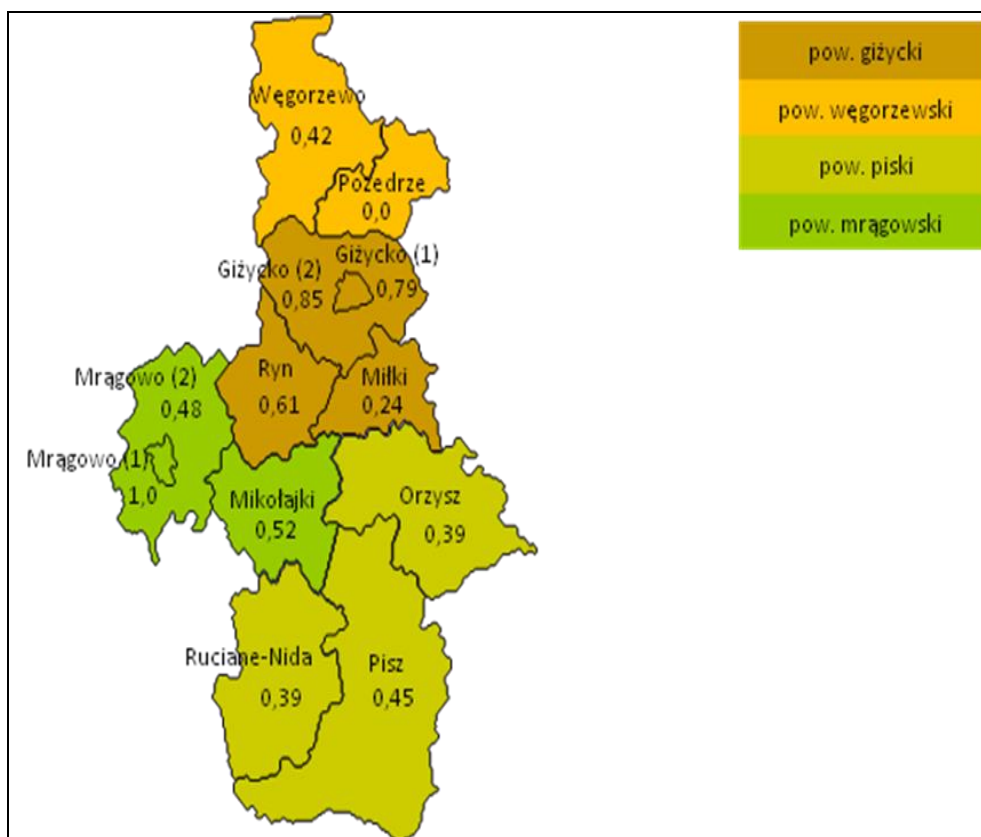 pow. giżycki
pow. węgorzewski
pow. piski
pow. mrągowski
Węgorzewo
0,42
Pozedrze
0,0
Giżycko (1)
0,79
Giżycko (2)
0,85
Ryn
0,61
Miłki
0,24
Mrągowo (2)
0,48
Mrągowo (1)
1,0
Mikołajki
0,52
Orzysz
0,39
Ruciane-Nida
0,39
Pisz
0,45